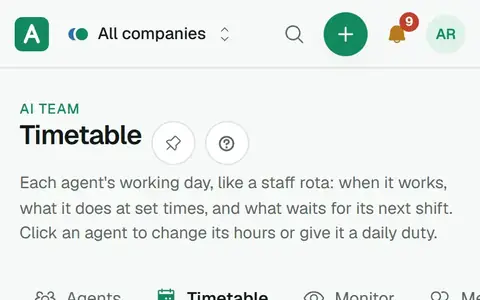 A All companies 9 AR
AI TEAM
Timetable
Each agent's working day, like a staff rota: when it works,
what it does at set times, and what waits for its next shift.
Click an agent to change its hours or give it a daily duty.
Agents Timetable Monitor